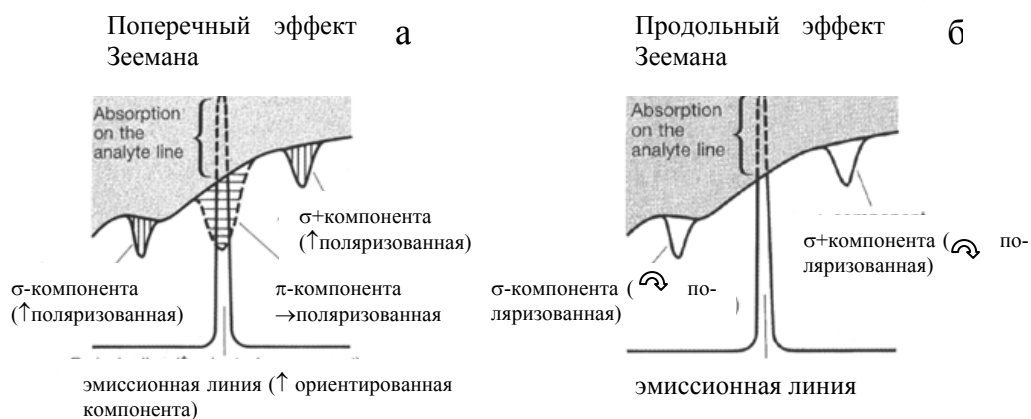 Поперечный эффект
Зеемана
а
Absorption
on the
analyte line
σ+компонента
(↑поляризованная)
σ-компонента
(↑поляризованная)
π-компонента
→поляризованная
эмиссионная линия (↑ ориентированная
компонента)
Продольный эффект
Зеемана
б
Absorption
on the
analyte line
σ+компонента ( по-
ляризованная)
σ-компонента ( по-
ляризованная) )
эмиссионная линия